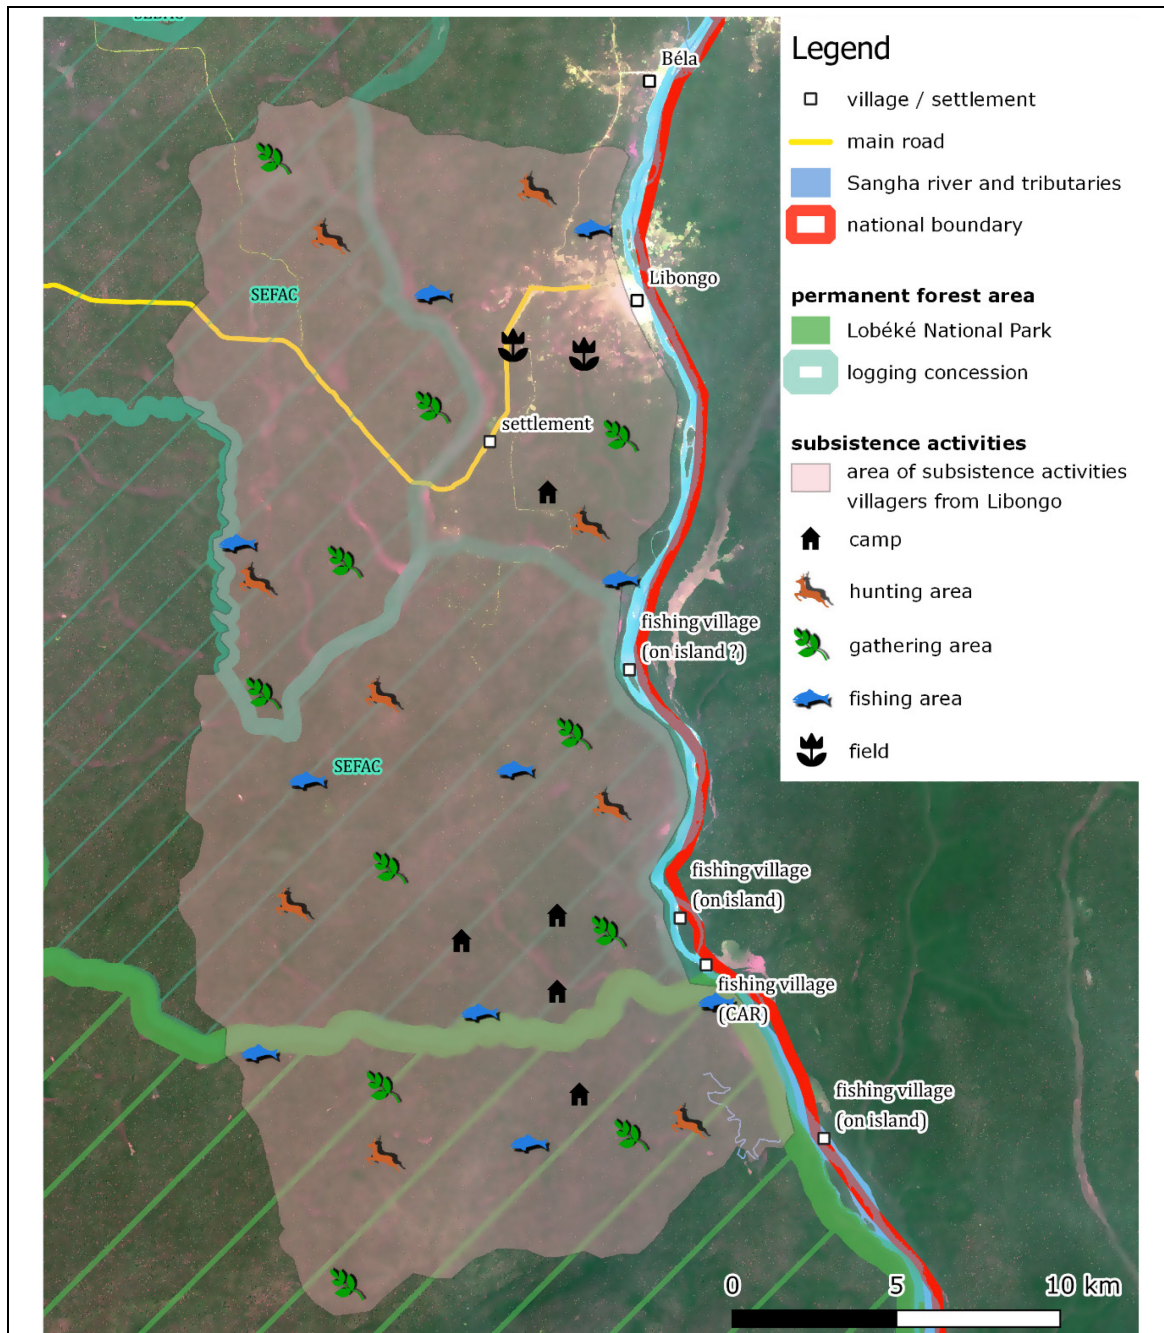 SEBAC
Béla
Libongo
SEFAC
settlement
fishing village
(on island ?)
SEFAC
fishing village
(on island)
fishing village
(CAR)
fishing village
(on island)
Legend
village / settlement
main road
Sangha river and tributaries
national boundary
permanent forest area
Lobéké National Park
logging concession
subsistence activities
area of subsistence activities
villagers from Libongo
camp
hunting area
gathering area
fishing area
field
0 5 10 km